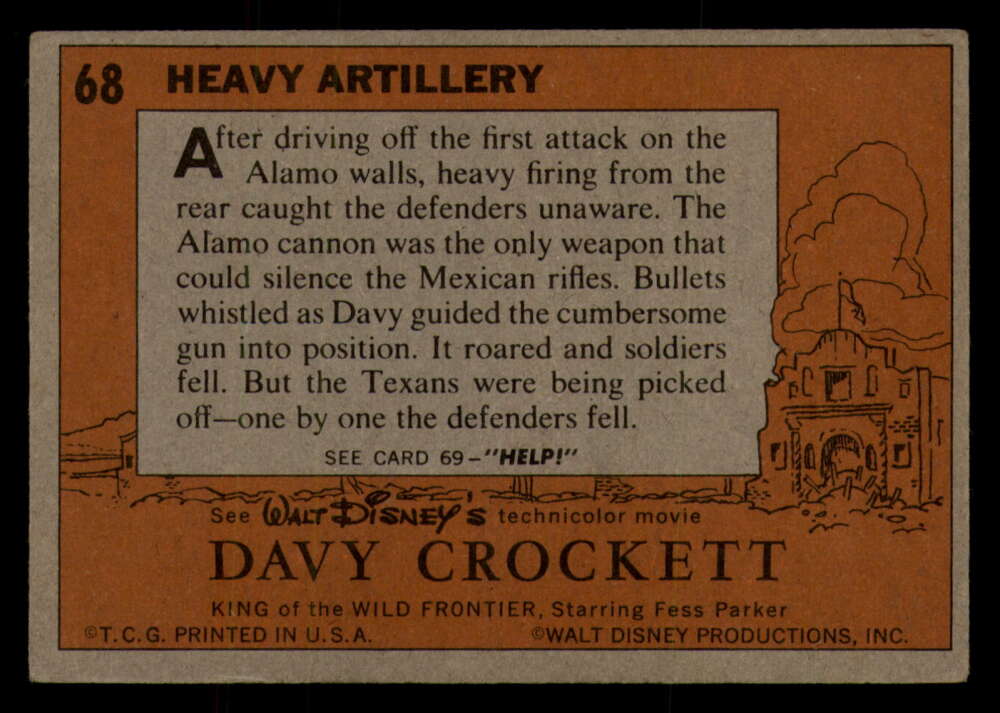 68 HEAVY ARTILLERY
After driving off the first attack on the
Alamo walls, heavy firing from the
rear caught the defenders unaware. The
Alamo cannon was the only weapon that
could silence the Mexican rifles. Bullets
whistled as Davy guided the cumbersome
gun into position. It roared and soldiers
fell. But the Texans were being picked
off—one by one the defenders fell.
SEE CARD 69–"HELP!"
See WALT DISNEY'S technicolor movie
DAVY CROCKETT
KING of the WILD FRONTIER, Starring Fess Parker
©T.C.G. PRINTED IN U.S.A. ©WALT DISNEY PRODUCTIONS, INC.